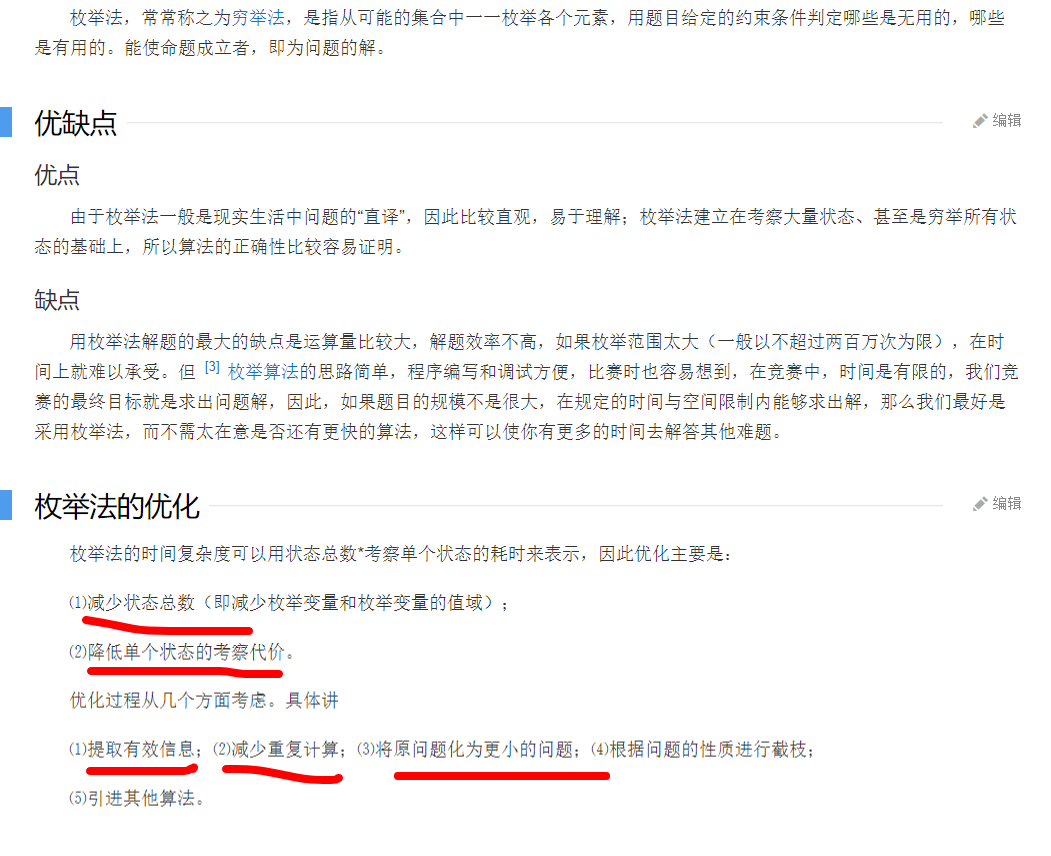 枚举法，常常称之为穷举法，是指从可能的集合中一一枚举各个元素，用题目给定的约束条件判定哪些是无用的，哪些
是有用的。能使命题成立者，即为问题的解。
优缺点
编辑
优点
由于枚举法一般是现实生活中问题的“直译”，因此比较直观，易于理解；枚举法建立在考察大量状态、甚至是穷举所有状
态的基础上，所以算法的正确性比较容易证明。
缺点
用枚举法解题的最大的缺点是运算量比较大，解题效率不高，如果枚举范围太大（一般以不超过两百万次为限），在时
间上就难以承受。但 [3] 枚举算法的思路简单，程序编写和调试方便，比赛时也容易想到，在竞赛中，时间是有限的，我们竞
赛的最终目标就是求出问题解，因此，如果题目的规模不是很大，在规定的时间与空间限制内能够求出解，那么我们最好是
采用枚举法，而不需太在意是否还有更快的算法，这样可以使你有更多的时间去解答其他难题。
枚举法的优化
编辑
枚举法的时间复杂度可以用状态总数*考察单个状态的耗时来表示，因此优化主要是：
⑴减少状态总数（即减少枚举变量和枚举变量的值域）；
⑵降低单个状态的考察代价。
优化过程从几个方面考虑。具体讲
⑴提取有效信息；⑵减少重复计算；⑶将原问题化为更小的问题；⑷根据问题的性质进行截枝；
⑸引进其他算法。